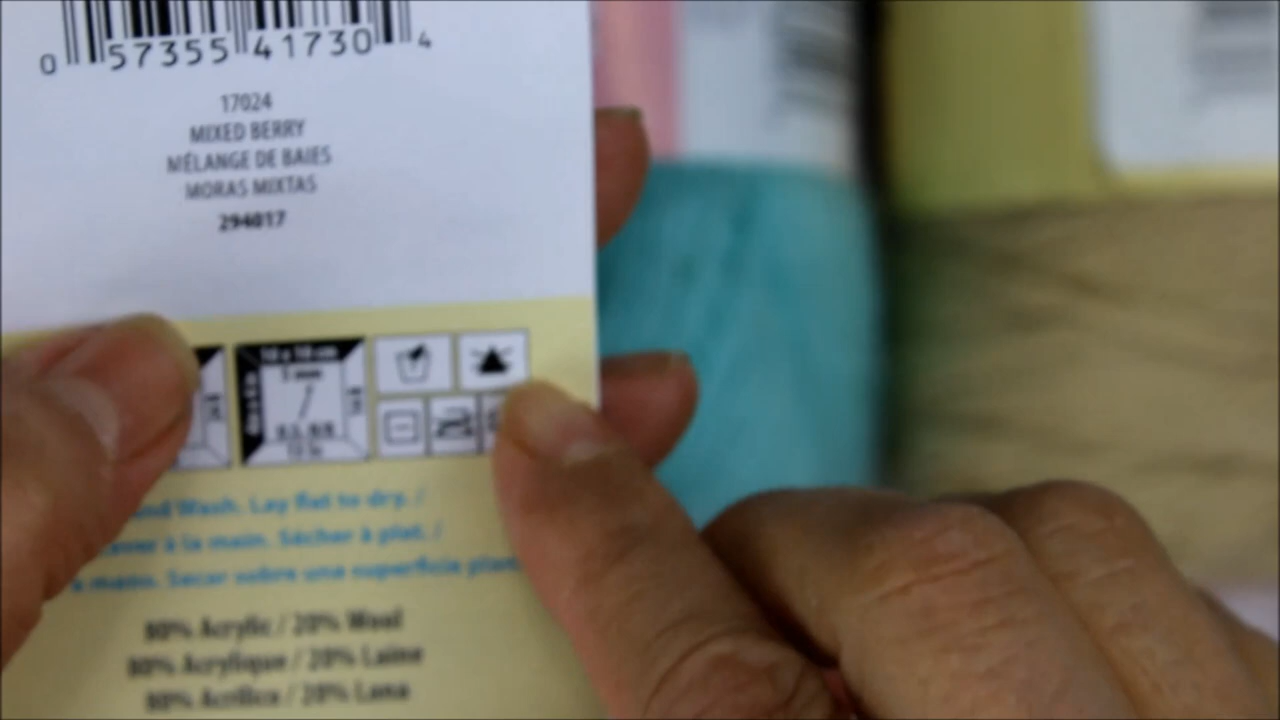 0 57355 41730 4
17024
MIXED BERRY
MÉLANGE DE BAIES
MORAS MIXTAS
294017
10 x 10 cm
5 mm
Wash. Lay flat to dry. /
à la main. Sécher à plat. /
mano. Secar sobre una superficie
80% Acrylic / 20% Wool
80% Acrylique / 20% Laine
80% Acrílico / 20% Lana